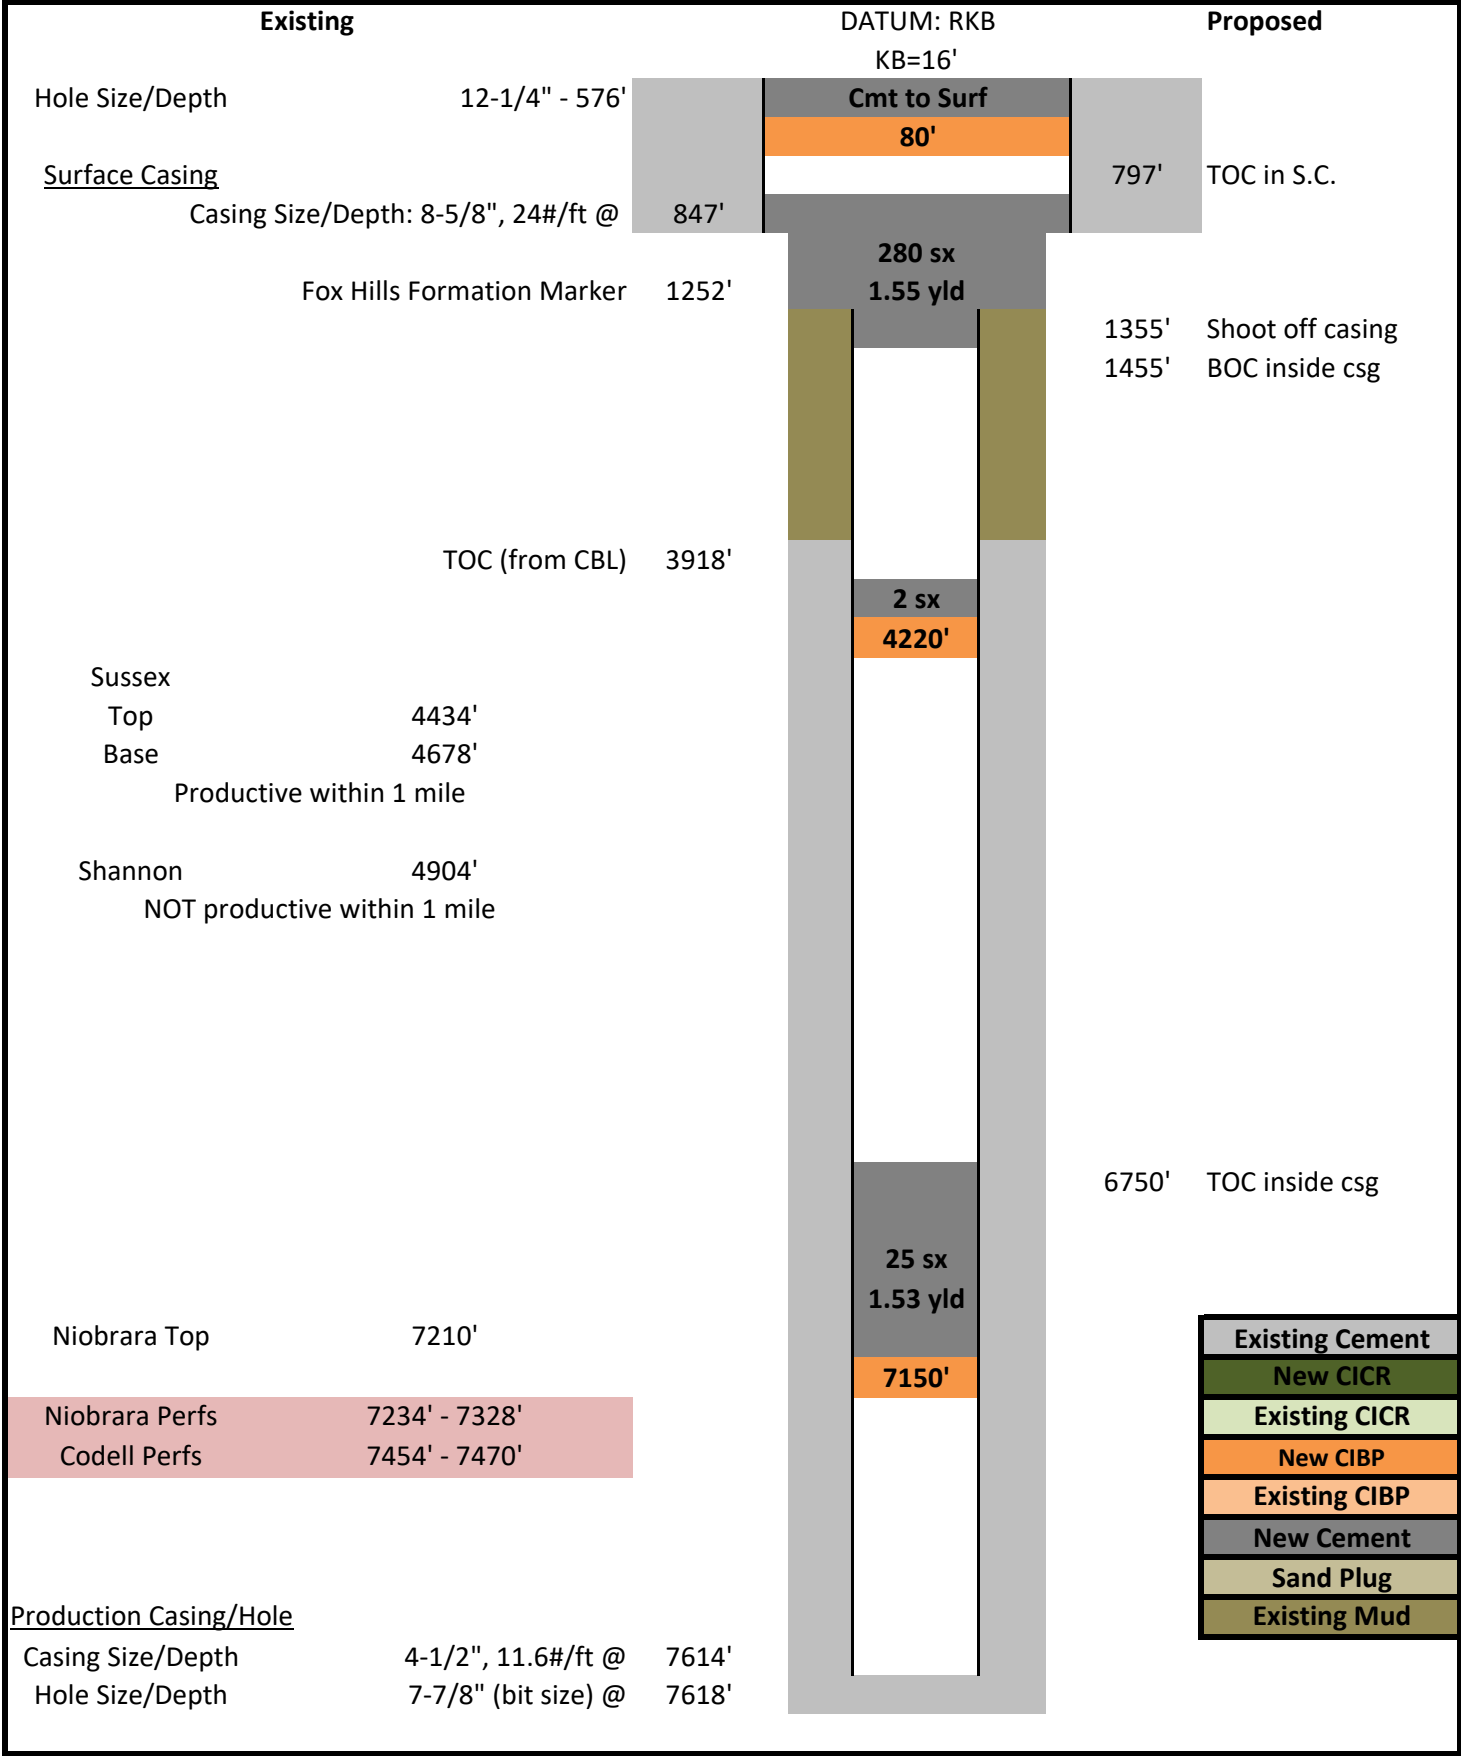 Existing DATUM: RKB Proposed
KB=16'
Hole Size/Depth 12-1/4" - 576' Cmt to Surf
80'
Surface Casing 797' TOC in S.C.
Casing Size/Depth: 8-5/8", 24#/ft @ 847'
280 sx
Fox Hills Formation Marker 1252' 1.55 yld
1355' Shoot off casing
1455' BOC inside csg
TOC (from CBL) 3918'
2 sx
4220'
Sussex
Top 4434'
Base 4678'
Productive within 1 mile
Shannon 4904'
NOT productive within 1 mile
6750' TOC inside csg
25 sx
1.53 yld
Niobrara Top 7210' Existing Cement
7150' New CICR
Niobrara Perfs 7234' - 7328' Existing CICR
Codell Perfs 7454' - 7470' New CIBP
Existing CIBP
New Cement
Sand Plug
Production Casing/Hole Existing Mud
Casing Size/Depth 4-1/2", 11.6#/ft @ 7614'
Hole Size/Depth 7-7/8" (bit size) @ 7618'